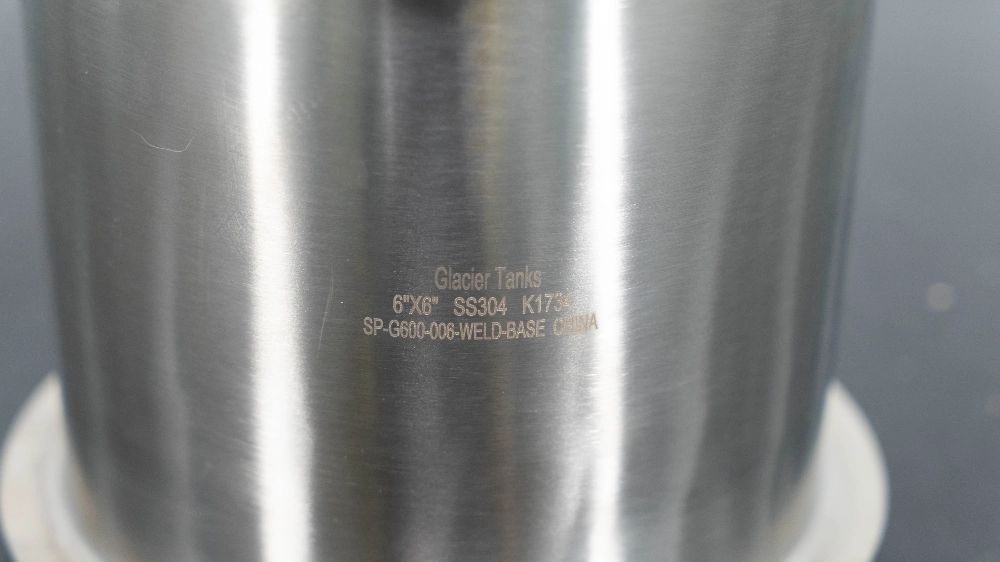 Glacier Tanks
6"X6" SS304
SP-G600-006-WELD-BASE CHINA